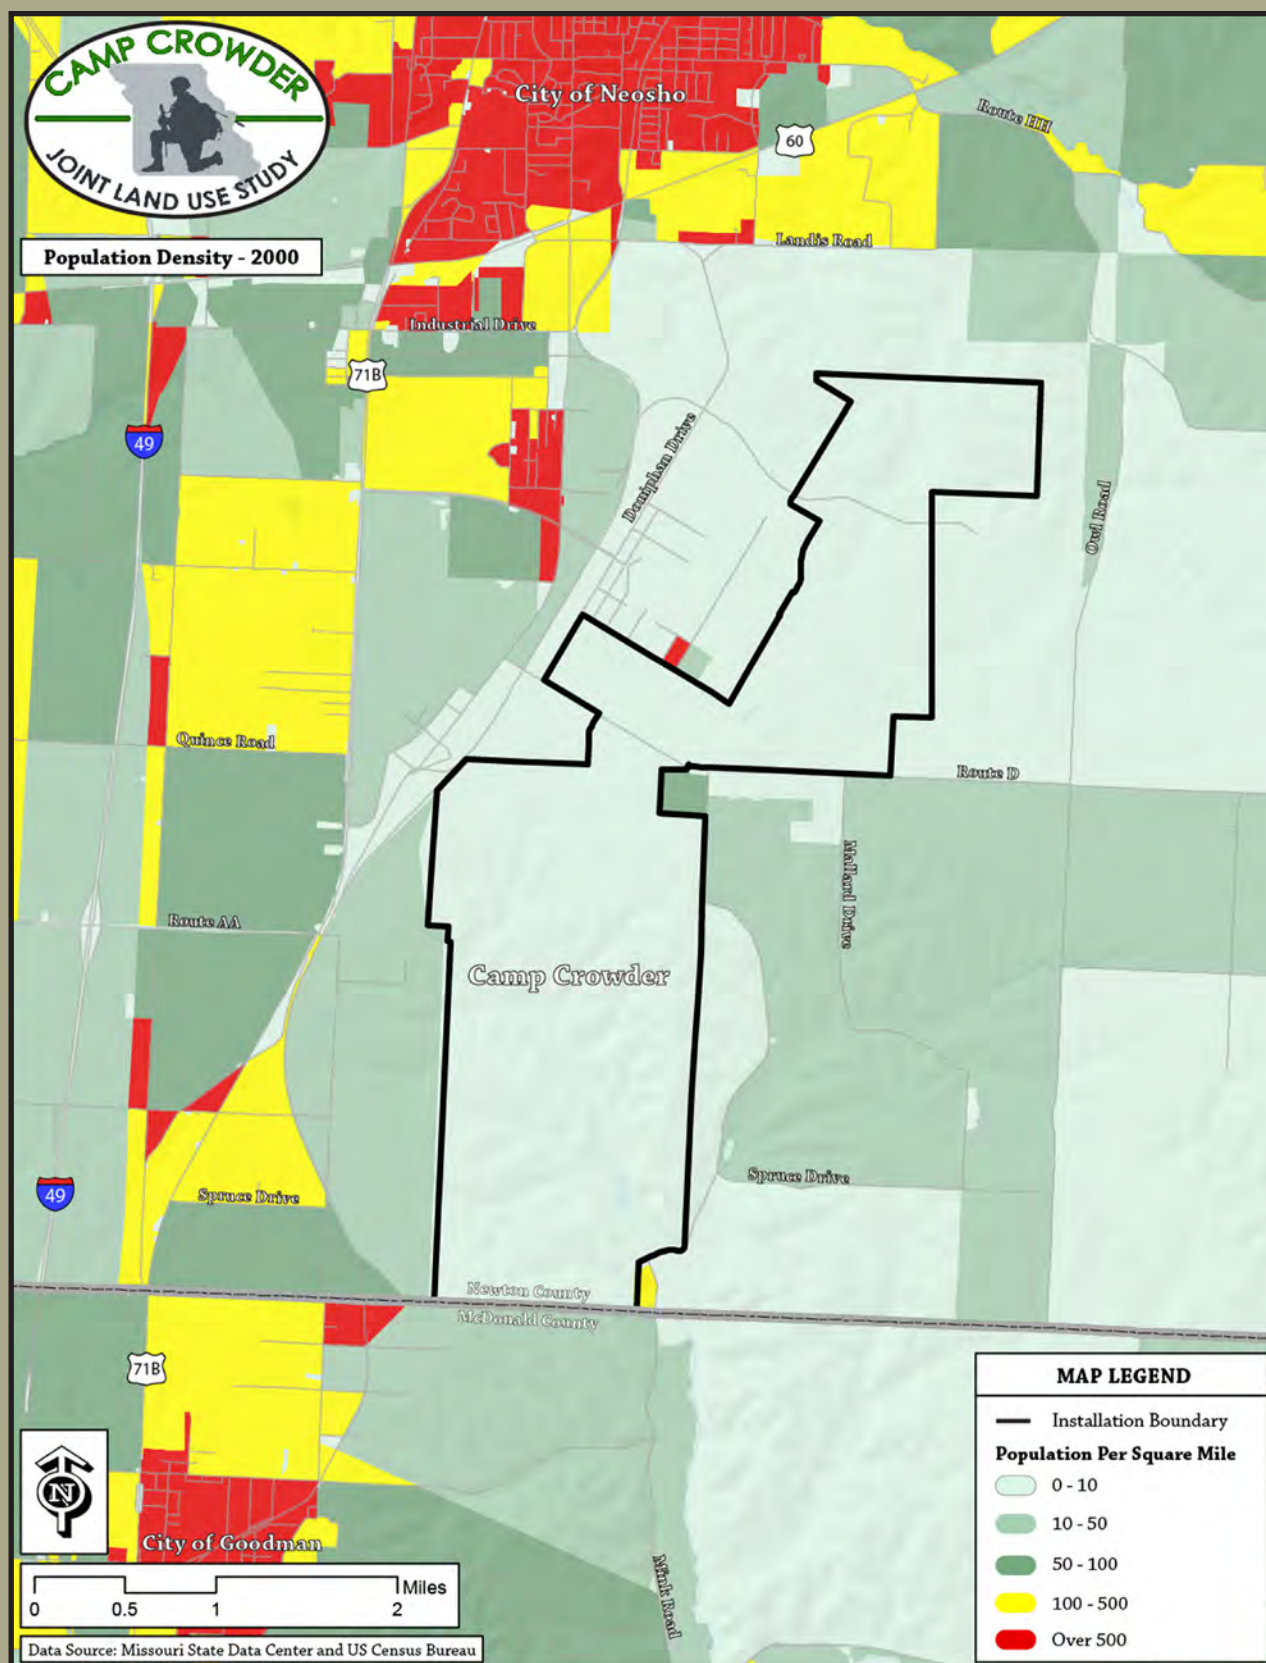 CAMP CROWDER
JOINT LAND USE STUDY
Population Density - 2000
City of Neosho
60
Route HH
Landis Road
Industrial Drive
71B
49
Doniphan Drive
Owl Road
Quince Road
Route D
Mallard Drive
Route AA
Camp Crowder
Spruce Drive
49
Spruce Drive
Newton County
McDonald County
71B
N
City of Goodman
Mink Road
Miles
0 0.5 1 2
Data Source: Missouri State Data Center and US Census Bureau
MAP LEGEND
Installation Boundary
Population Per Square Mile
0 - 10
10 - 50
50 - 100
100 - 500
Over 500